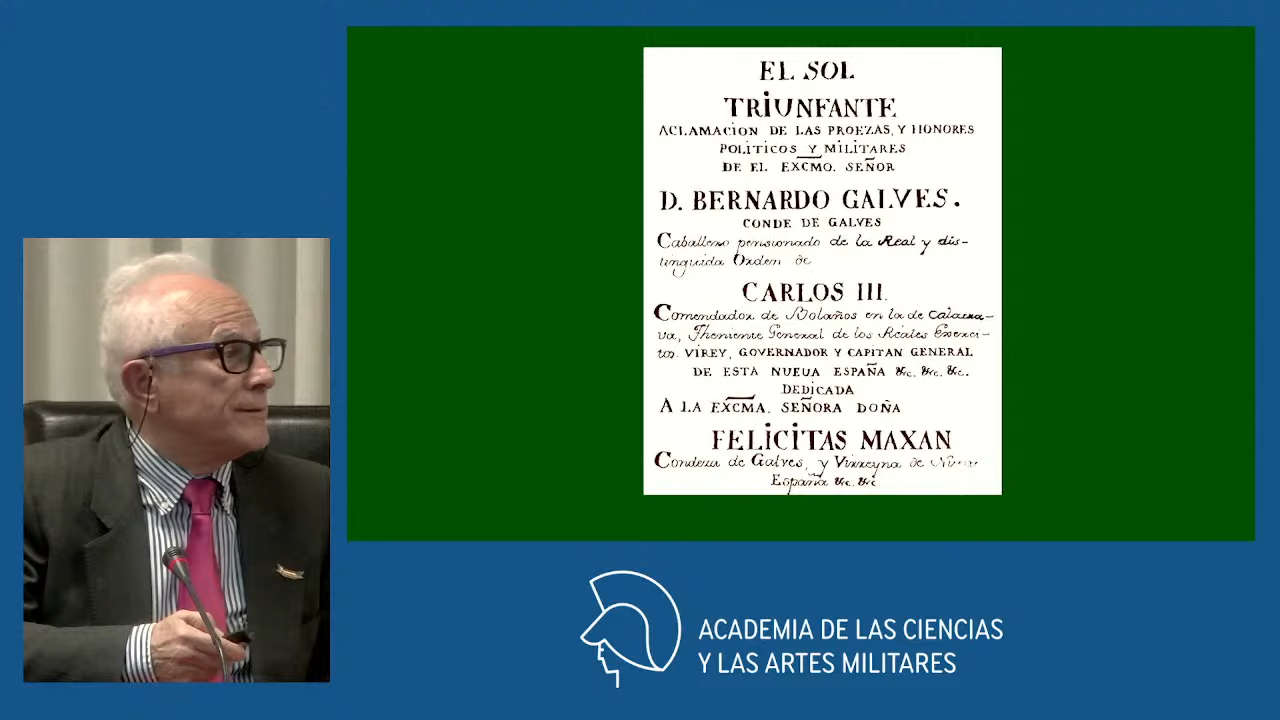 EL SOL
TRIUNFANTE
ACLAMACION DE LAS PROEZAS, Y HONORES
POLITICOS Y MILITARES
DE EL EXCMO. SEÑOR
D. BERNARDO GALVES.
CONDE DE GALVES
Caballero pensionado de la Real y dis-
tinguida Orden de
CARLOS III.
Comendador de Bolaños en la de Calatra-
va, Theniente General de los Reales Exerci-
tos. VIREY, GOVERNADOR Y CAPITAN GENERAL
DE ESTA NUEUA ESPAÑA &c. &c. &c.
DEDICADA
A LA EXCMA. SEÑORA DOÑA
FELICITAS MAXAN
Condeza de Galves, y Virreyna de Nueva
España &c. &c.
ACADEMIA DE LAS CIENCIAS
Y LAS ARTES MILITARES